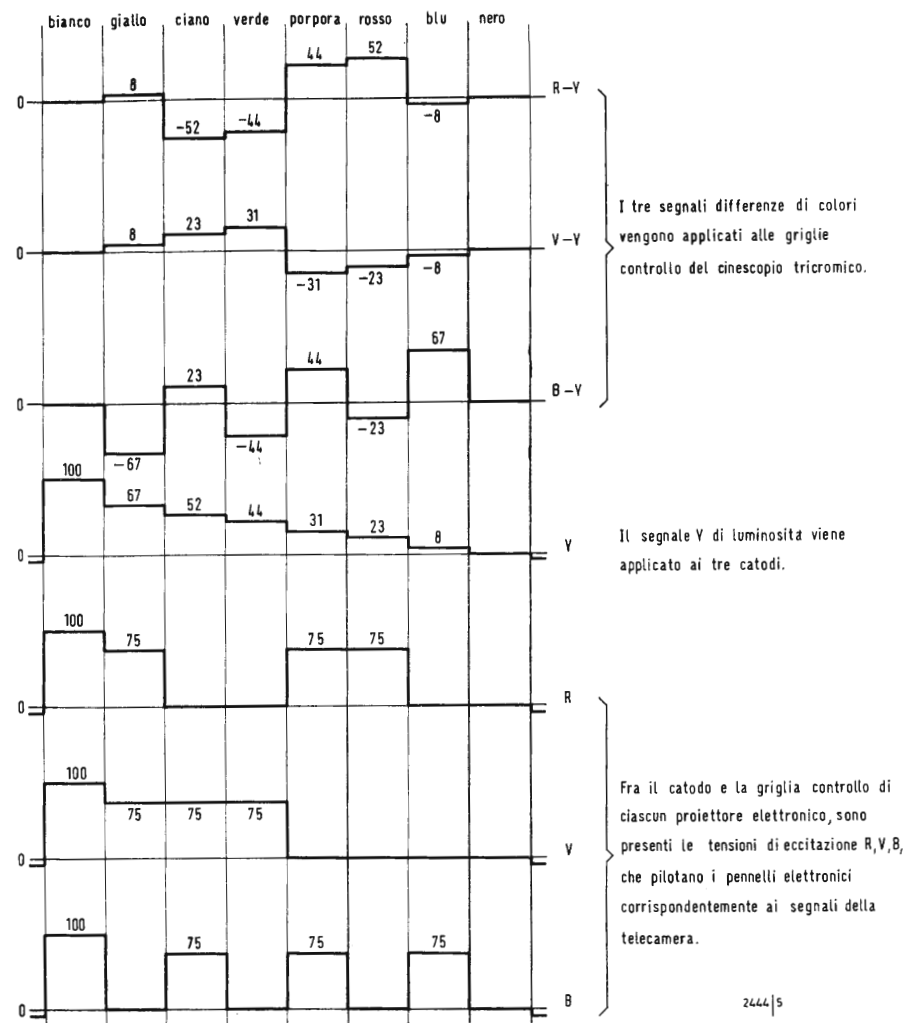 bianco giallo ciano verde porpora rosso blu nero
44 52
8
0 R–Y
–52 –44 –8
8 23 31
0 V–Y
–31 –23 –8
I tre segnali differenze di colori
vengono applicati alle griglie
controllo del cinescopio tricromico.
23 44 67
0 B–Y
–67 –44 –23
100 67 52 44 31 23 8
0 Y
Il segnale Y di luminosità viene
applicato ai tre catodi.
100 75 75 75
0 R
100
75 75 75
0 V
Fra il catodo e la griglia controllo di
ciascun proiettore elettronico, sono
presenti le tensioni di eccitazione R,V,B,
che pilotano i pennelli elettronici
corrispondentemente ai segnali della
telecamera.
100 75 75 75
0 B
2444|5